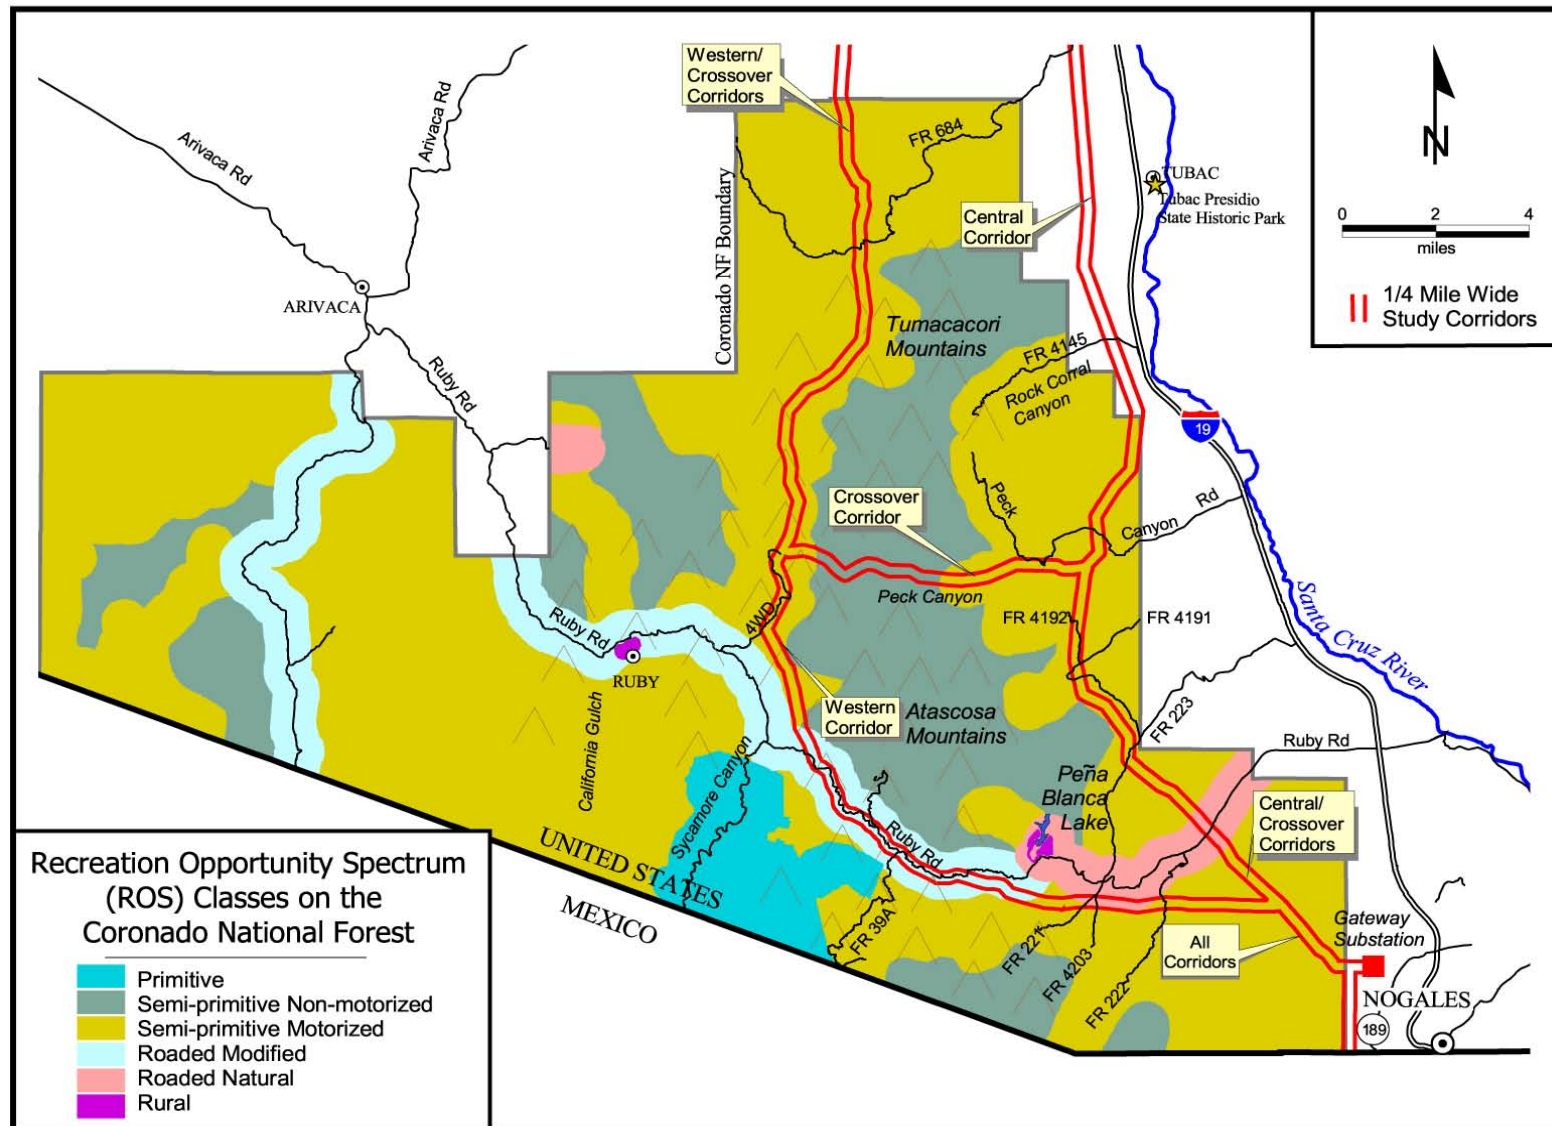 Western/
Crossover
Corridors
Arivaca Rd
Arivaca Rd
FR 684
N
TUBAC
Tubac Presidio
State Historic Park
0 2 4
miles
1/4 Mile Wide
Study Corridors
Central
Corridor
Coronado NF Boundary
ARIVACA
Ruby Rd
Tumacacori
Mountains
FR 4145
Rock Corral
Canyon
19
Crossover
Corridor
Peck
Canyon
Rd
Peck Canyon
FR 4192
FR 4191
Santa Cruz River
4WD
Ruby Rd
RUBY
California Gulch
Western
Corridor
Atascosa
Mountains
FR 223
Ruby Rd
Sycamore Canyon
Peña
Blanca
Lake
Central/
Crossover
Corridors
Ruby Rd
UNITED STATES
MEXICO
FR 39A
FR 221
FR 4203
FR 222
All
Corridors
Gateway
Substation
NOGALES
189
Recreation Opportunity Spectrum
(ROS) Classes on the
Coronado National Forest
Primitive
Semi-primitive Non-motorized
Semi-primitive Motorized
Roaded Modified
Roaded Natural
Rural